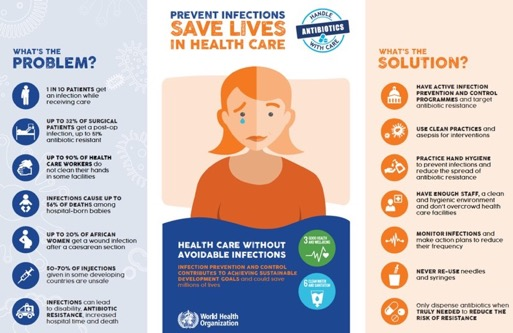 PREVENT INFECTIONS
SAVE LIVES
IN HEALTH CARE
HANDLE
ANTIBIOTICS
WITH CARE
WHAT'S THE
PROBLEM?
1 IN 10 PATIENTS get
an infection while
receiving care
UP TO 32% OF SURGICAL
PATIENTS get a post-op
infection, up to 51%
antibiotic resistant
UP TO 90% OF HEALTH
CARE WORKERS do
not clean their hands
in some facilities
INFECTIONS CAUSE UP TO
56% OF DEATHS among
hospital-born babies
UP TO 20% OF AFRICAN
WOMEN get a wound infection
after a caesarean section
50-70% OF INJECTIONS
given in some developing
countries are unsafe
INFECTIONS can lead
to disability, ANTIBIOTIC
RESISTANCE, increased
hospital time and death
HEALTH CARE WITHOUT
AVOIDABLE INFECTIONS
INFECTION PREVENTION AND CONTROL
CONTRIBUTES TO ACHIEVING SUSTAINABLE
DEVELOPMENT GOALS and could save
millions of lives
3 GOOD HEALTH
AND WELL-BEING
6 CLEAN WATER
AND SANITATION
World Health
Organization
WHAT'S THE
SOLUTION?
HAVE ACTIVE INFECTION
PREVENTION AND CONTROL
PROGRAMMES and target
antibiotic resistance
USE CLEAN PRACTICES and
asepsis for interventions
PRACTICE HAND HYGIENE
to prevent infections and
reduce the spread of
antibiotic resistance
HAVE ENOUGH STAFF, a clean
and hygienic environment
and don't overcrowd health
care facilities
MONITOR INFECTIONS and
make action plans to reduce
their frequency
NEVER RE-USE needles
and syringes
Only dispense antibiotics when
TRULY NEEDED to REDUCE THE
RISK OF RESISTANCE